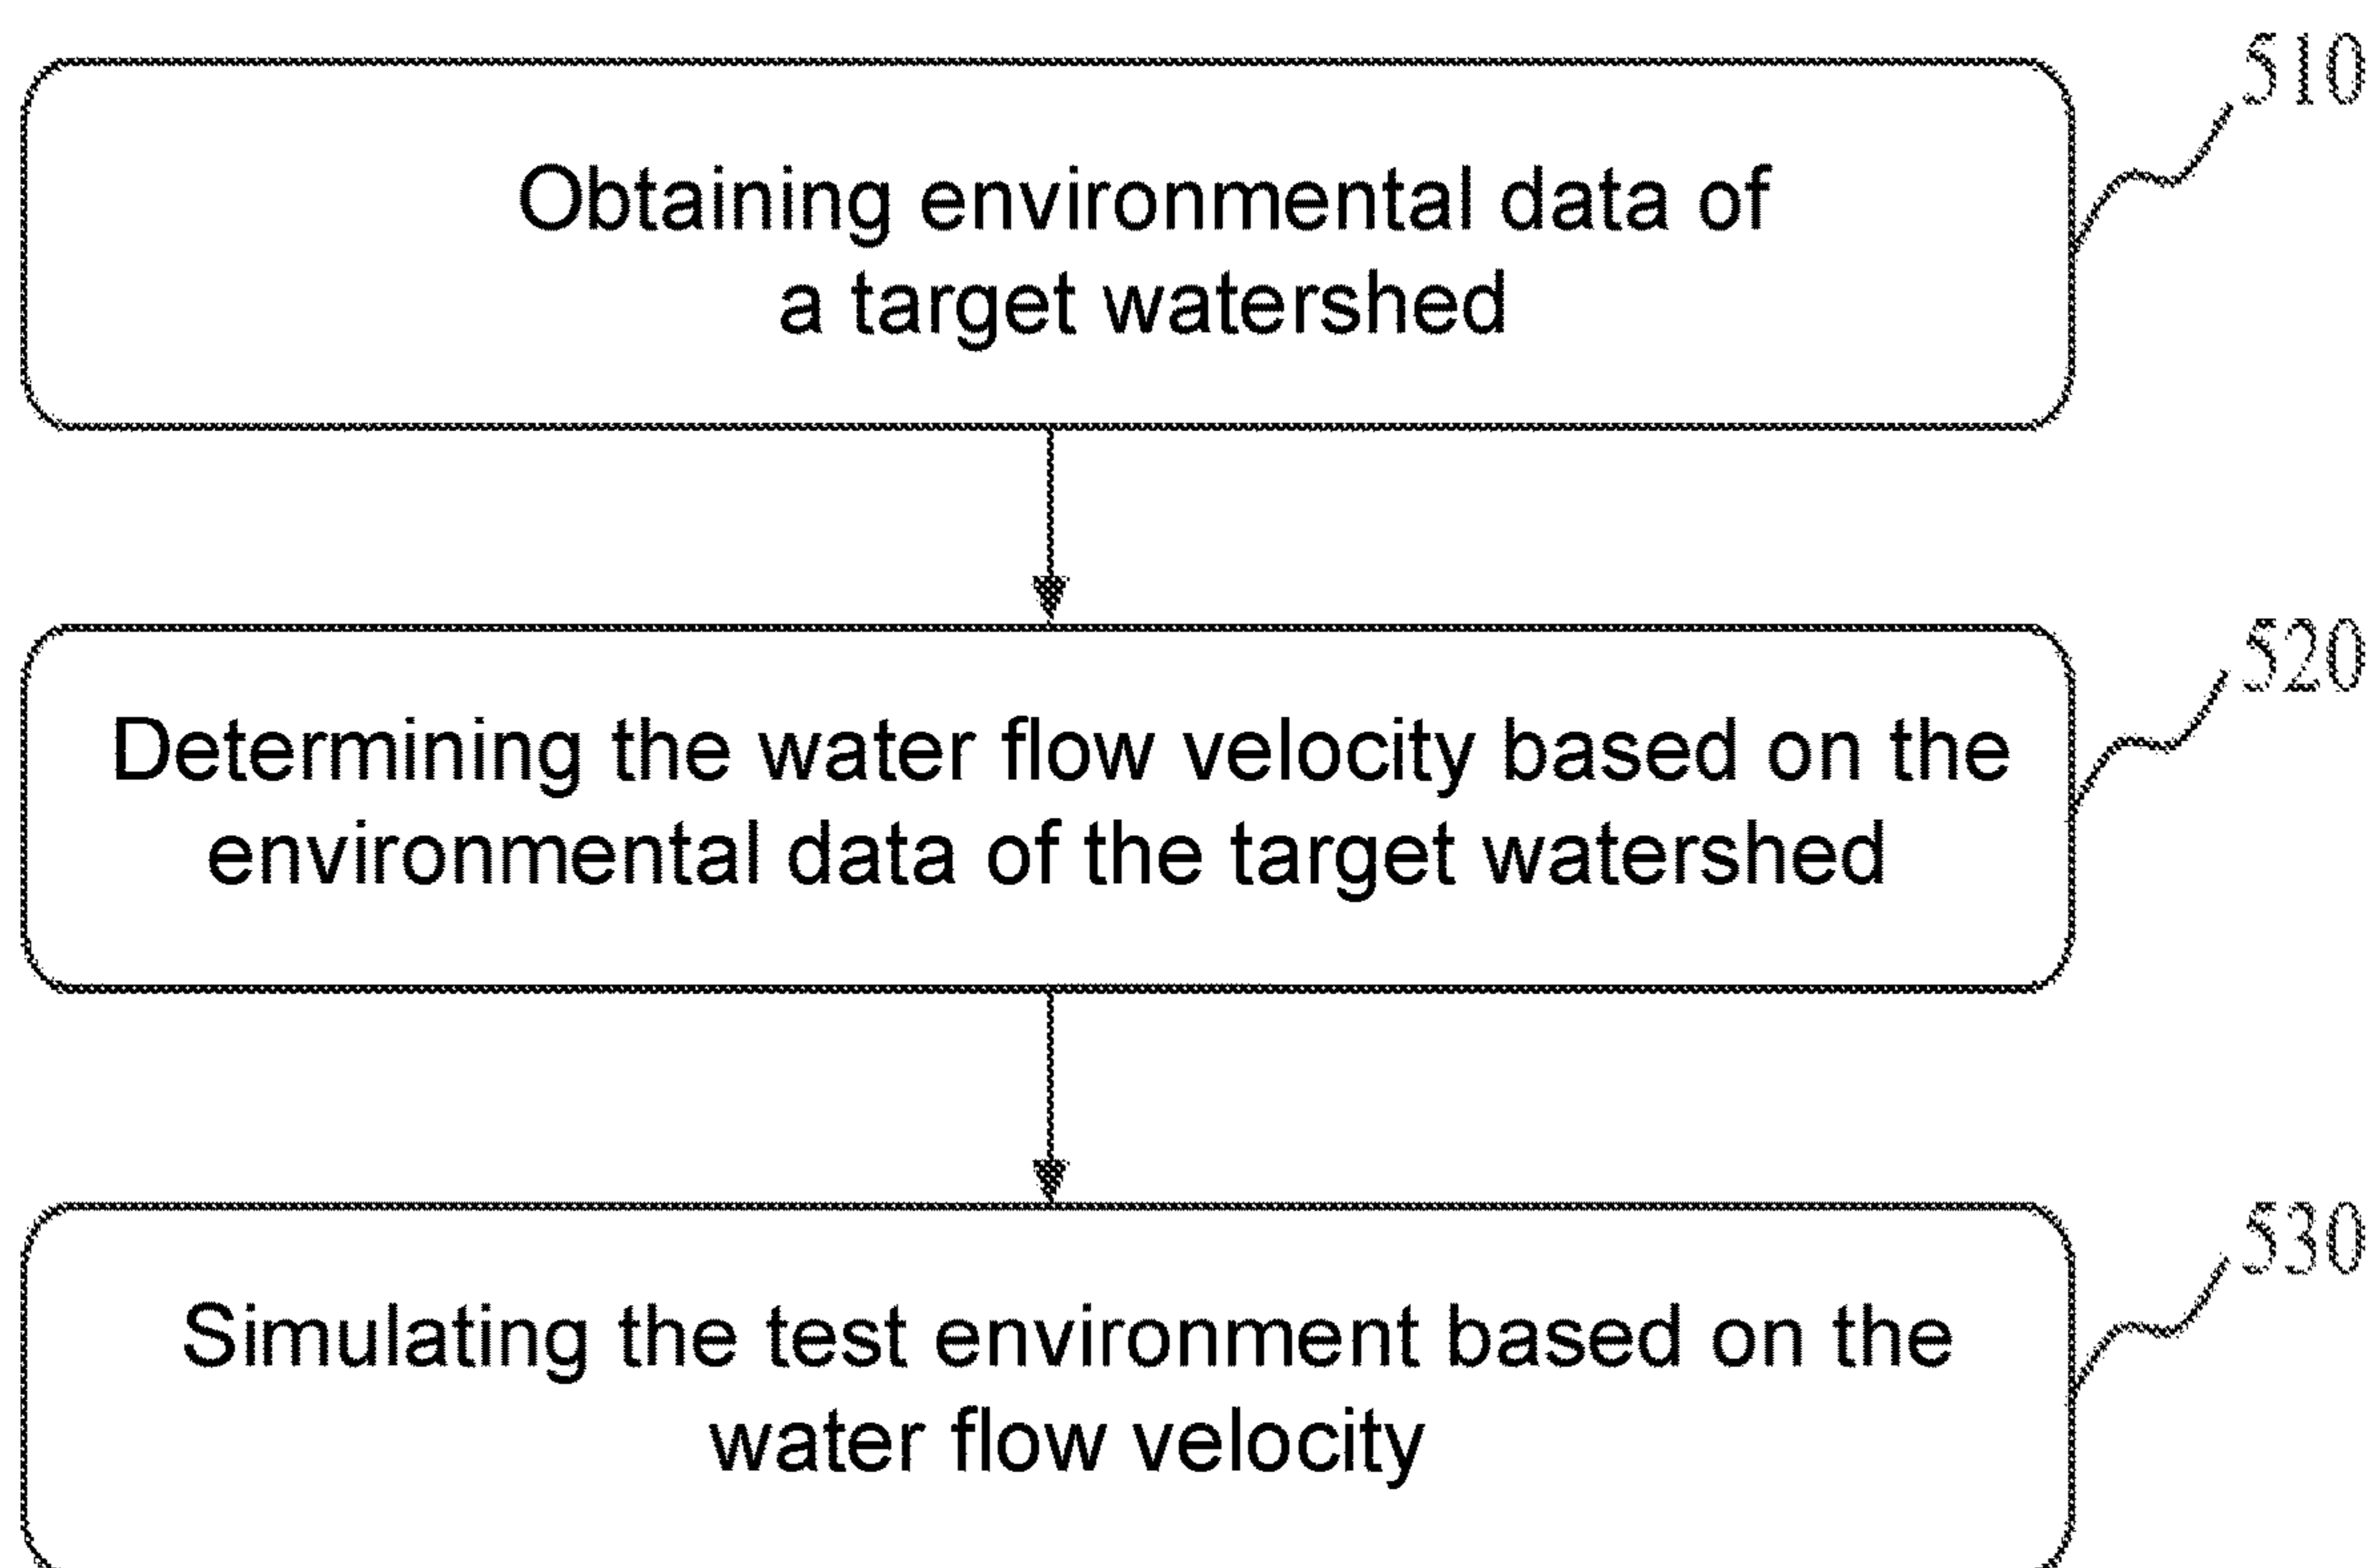 510
Obtaining environmental data of
a target watershed
520
Determining the water flow velocity based on the
environmental data of the target watershed
530
Simulating the test environment based on the
water flow velocity